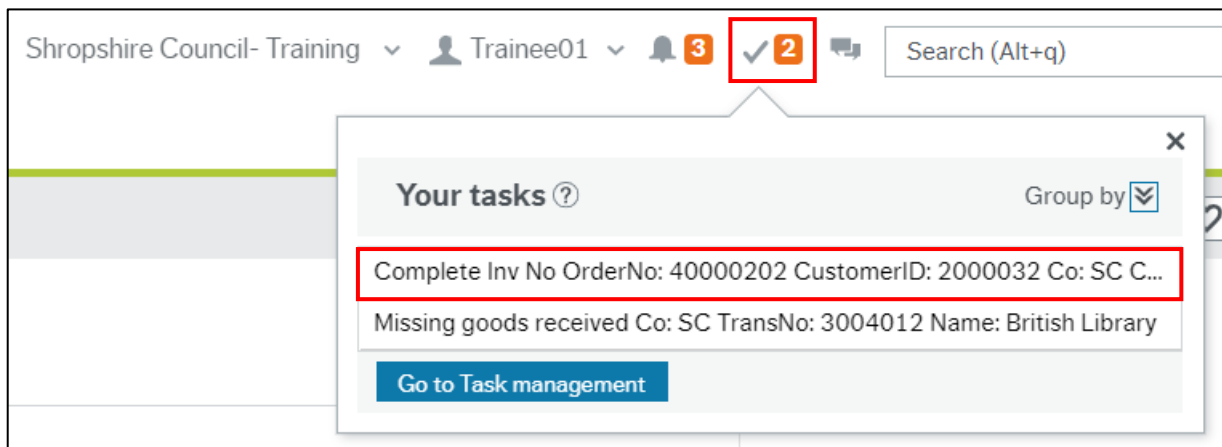 Shropshire Council- Training Trainee01 3 2 Search (Alt+q)
Your tasks ? Group by
Complete Inv No OrderNo: 40000202 CustomerID: 2000032 Co: SC C...
Missing goods received Co: SC TransNo: 3004012 Name: British Library
Go to Task management